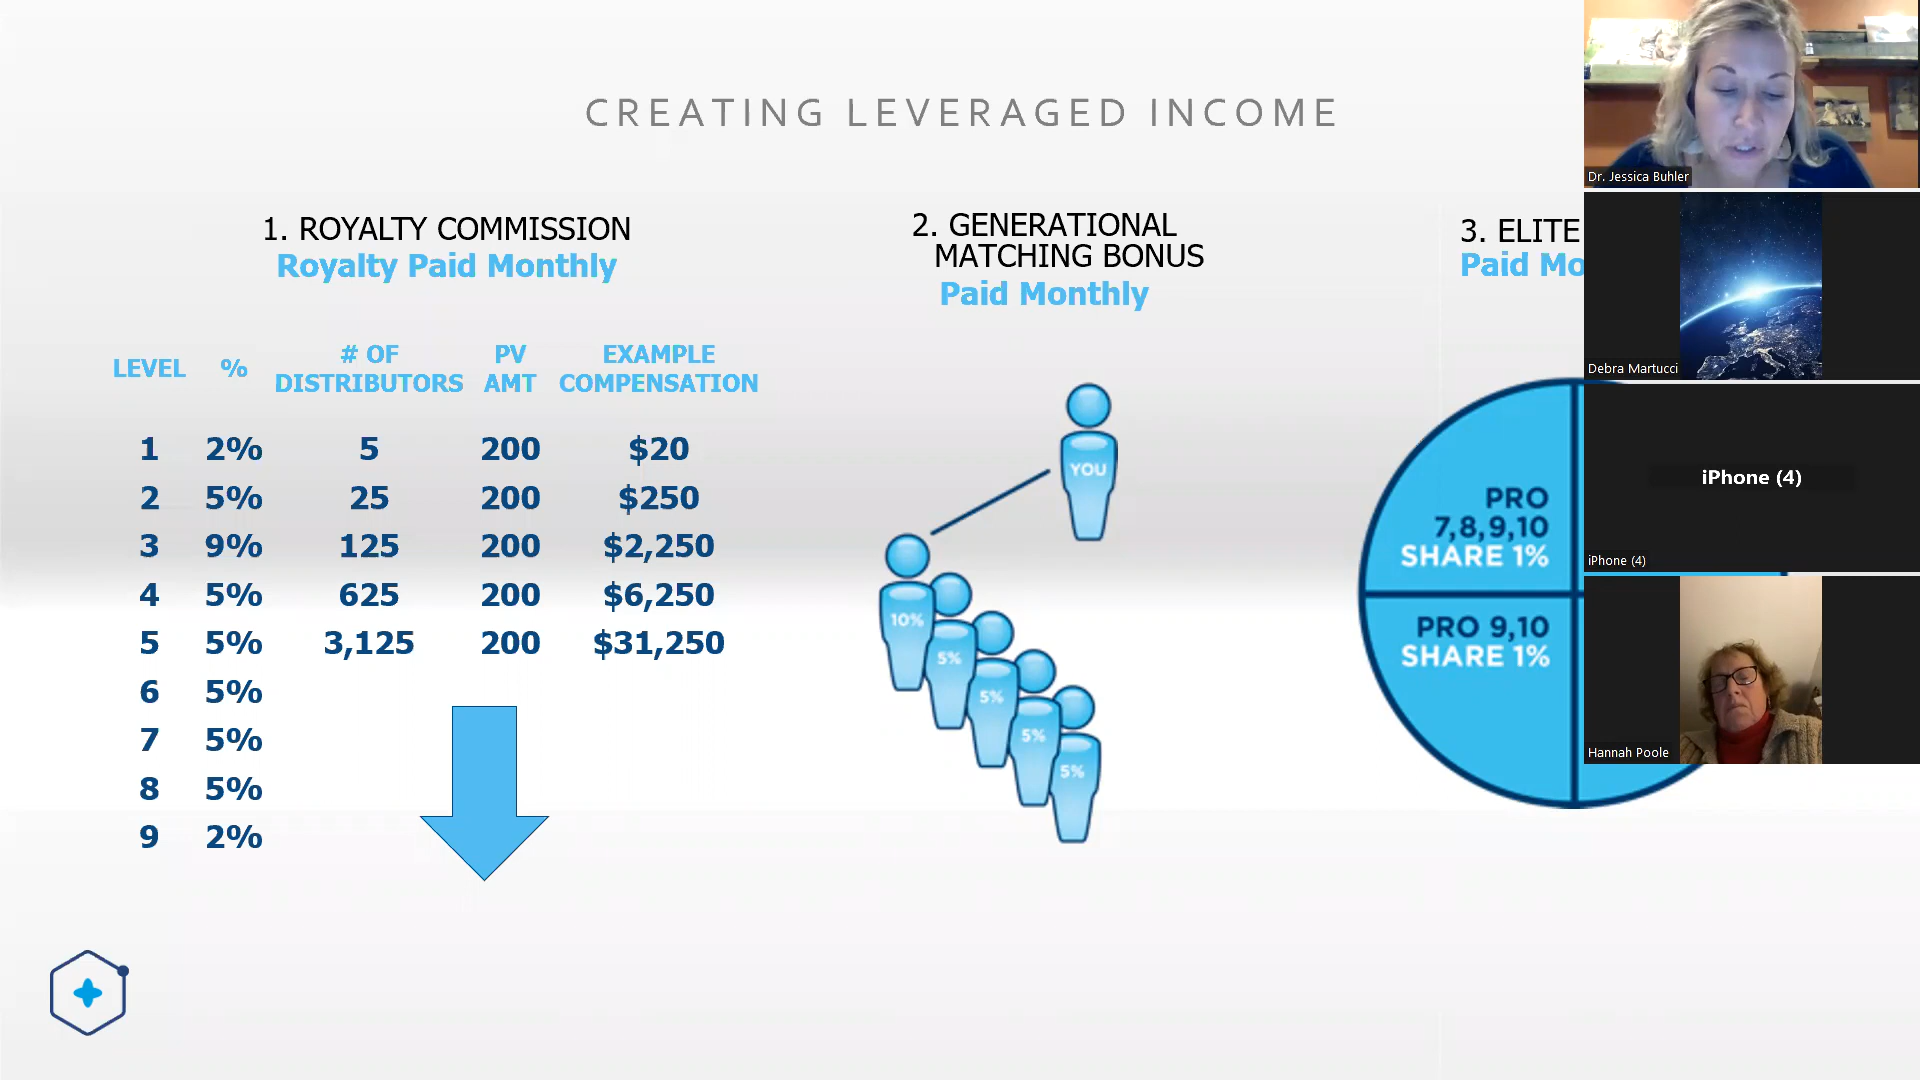 CREATING LEVERAGED INCOME
1. ROYALTY COMMISSION
Royalty Paid Monthly
LEVEL % # OF DISTRIBUTORS PV AMT EXAMPLE COMPENSATION
1 2% 5 200 $20
2 5% 25 200 $250
3 9% 125 200 $2,250
4 5% 625 200 $6,250
5 5% 3,125 200 $31,250
6 5%
7 5%
8 5%
9 2%
2. GENERATIONAL
MATCHING BONUS
Paid Monthly
YOU
10%
5%
5%
5%
5%
3. ELITE
Paid Mo
PRO
7,8,9,10
SHARE 1%
PRO 9,10
SHARE 1%
Dr. Jessica Buhler
Debra Martucci
iPhone (4)
iPhone (4)
Hannah Poole